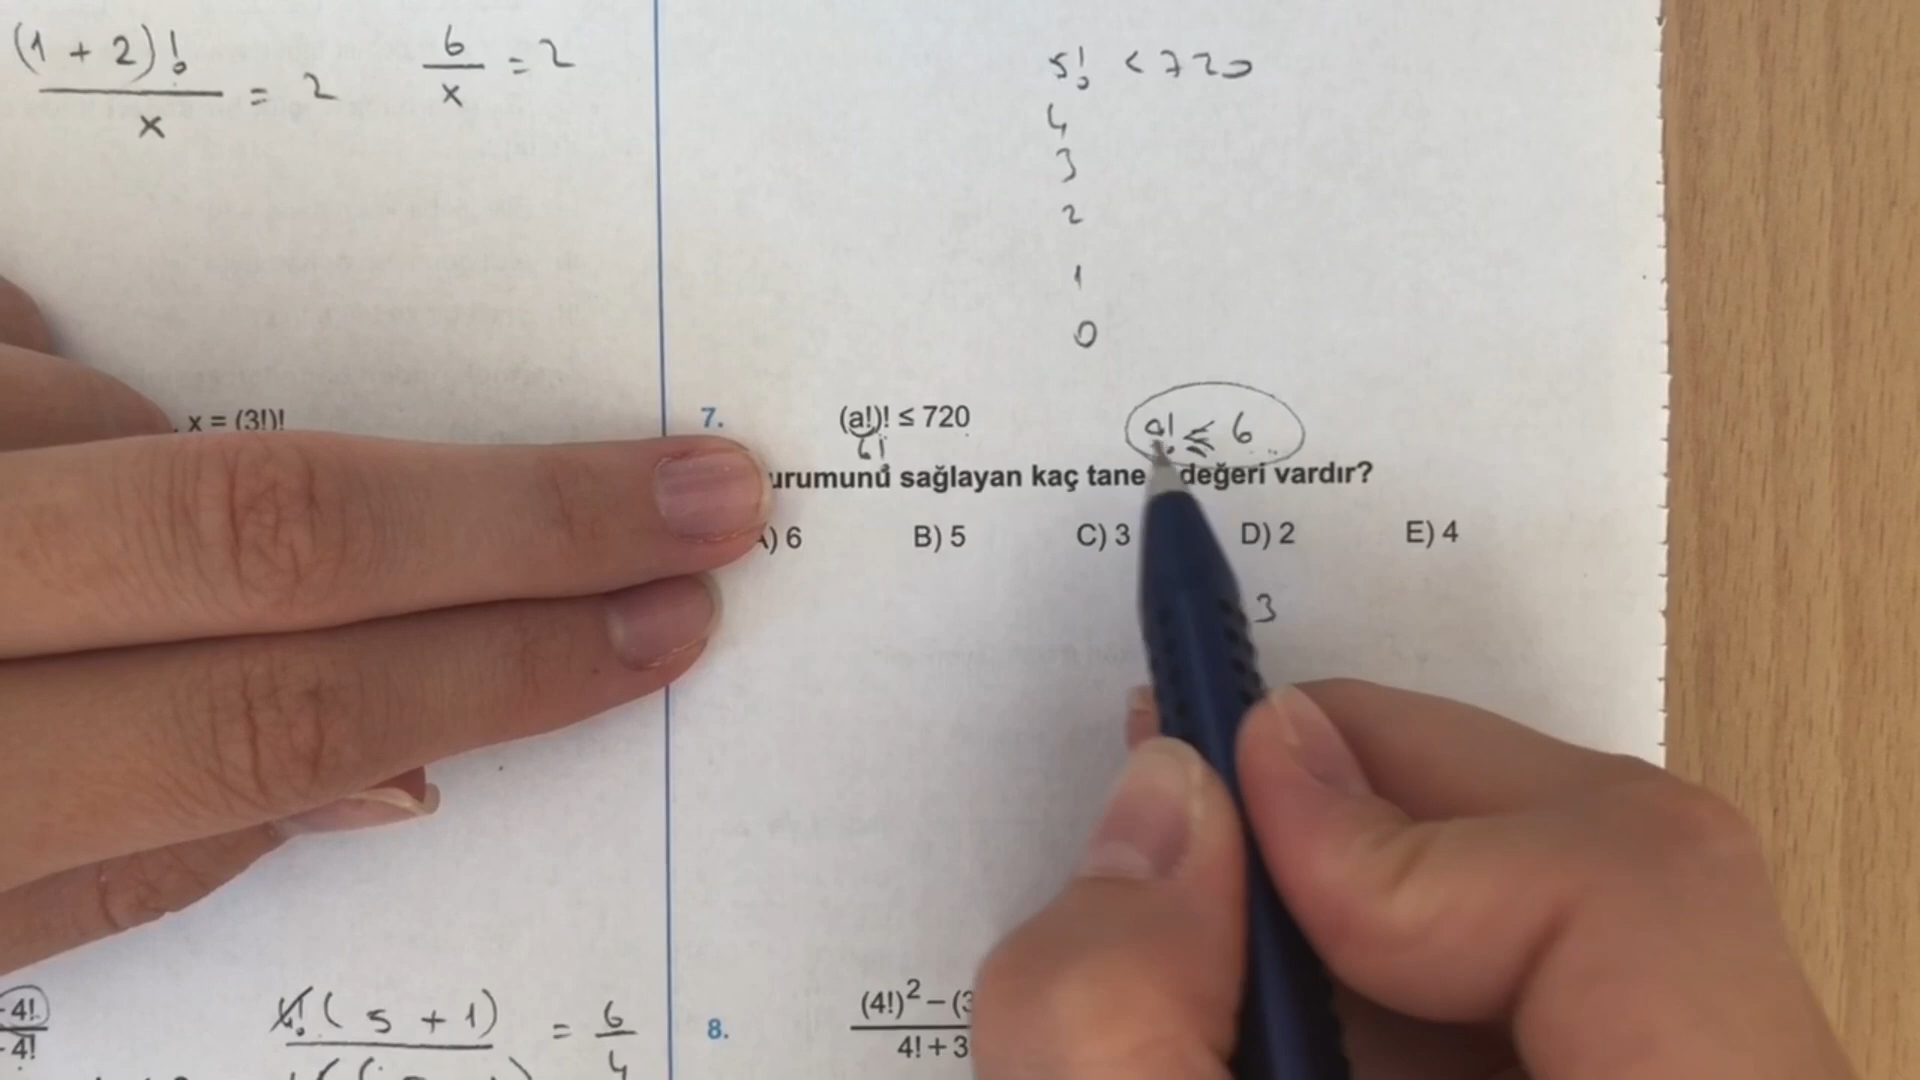 (1 + 2)!
x
= 2
6
x
= 2
5! < 720
4
3
2
1
0
x = (3!)!
7.
(a!)! ≤ 720
6!
a! ≤ 6
sağlayan kaç tane
değeri vardır?
A) 6 B) 5 C) 3 D) 2 E) 4
3
4!
4!
4! ( 5 + 1)
= 6
4
8.
(4!)² – (3
4! + 3